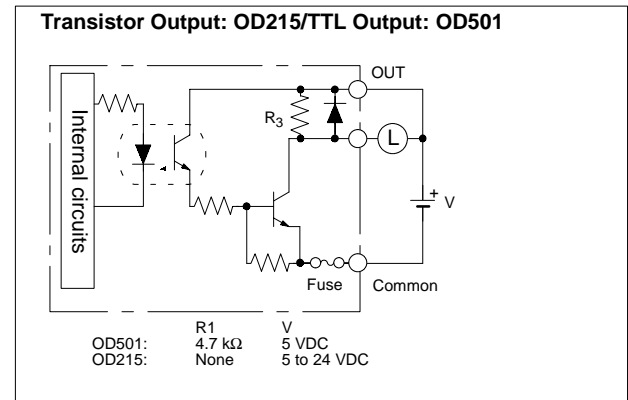 Transistor Output: OD215/TTL Output: OD501
OUT
Internal circuits
R3
L
+
V
Fuse
Common
R1 V
OD501: 4.7 kΩ 5 VDC
OD215: None 5 to 24 VDC